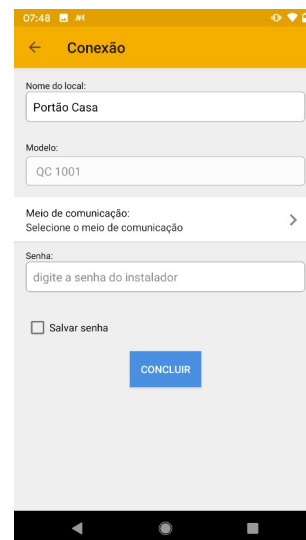 07:48
Conexão
Nome do local:
Portão Casa
Modelo:
QC 1001
Meio de comunicação:
Selecione o meio de comunicação
Senha:
digite a senha do instalador
Salvar senha
CONCLUIR